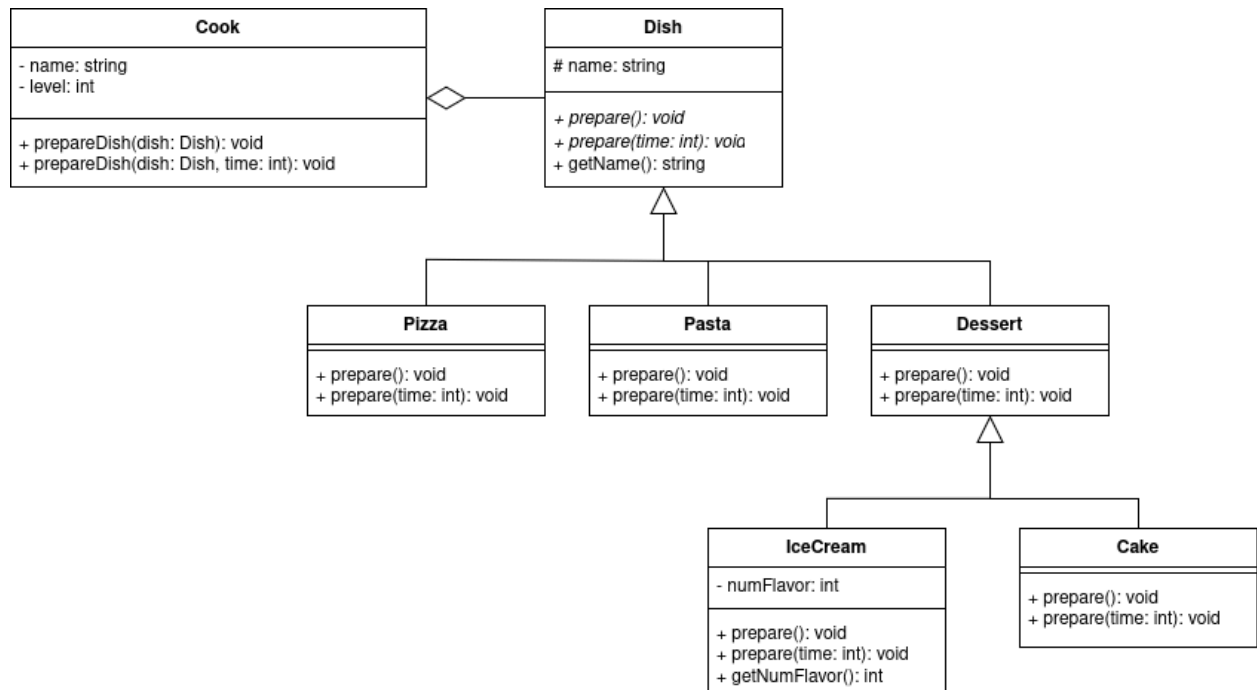 Cook
- name: string
- level: int
+ prepareDish(dish: Dish): void
+ prepareDish(dish: Dish, time: int): void
Dish
# name: string
+ prepare(): void
+ prepare(time: int): void
+ getName(): string
Pizza
+ prepare(): void
+ prepare(time: int): void
Pasta
+ prepare(): void
+ prepare(time: int): void
Dessert
+ prepare(): void
+ prepare(time: int): void
IceCream
- numFlavor: int
+ prepare(): void
+ prepare(time: int): void
+ getNumFlavor(): int
Cake
+ prepare(): void
+ prepare(time: int): void